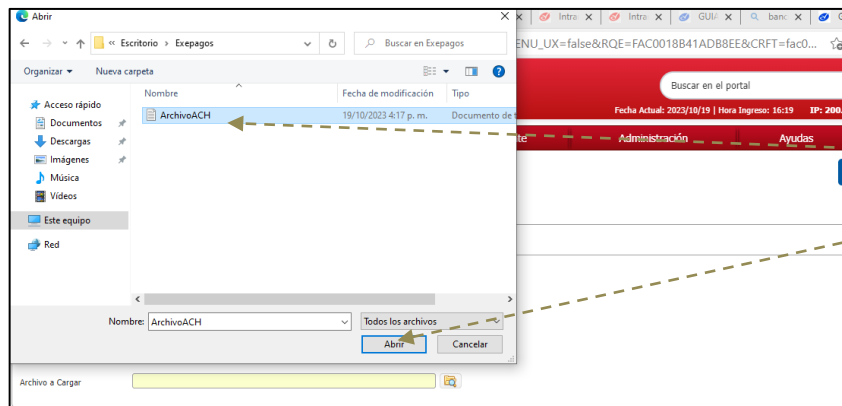 Abrir
Intra
Intra
GUIA
banc
« Escritorio > Exepagos
Buscar en Exepagos
ENU_UX=false&RQE=FAC0018B41ADB8EE&CRFT=fac0...
Organizar
Nueva carpeta
Nombre
Fecha de modificación
Tipo
ArchivoACH
19/10/2023 4:17 p. m.
Documento de t
Acceso rápido
Documentos
Descargas
Imágenes
Música
Vídeos
Este equipo
Red
Buscar en el portal
Fecha Actual: 2023/10/19 | Hora Ingreso: 16:19 IP: 200.
te
Administración
Ayudas
Nombre: ArchivoACH
Todos los archivos
Abrir
Cancelar
Archivo a Cargar